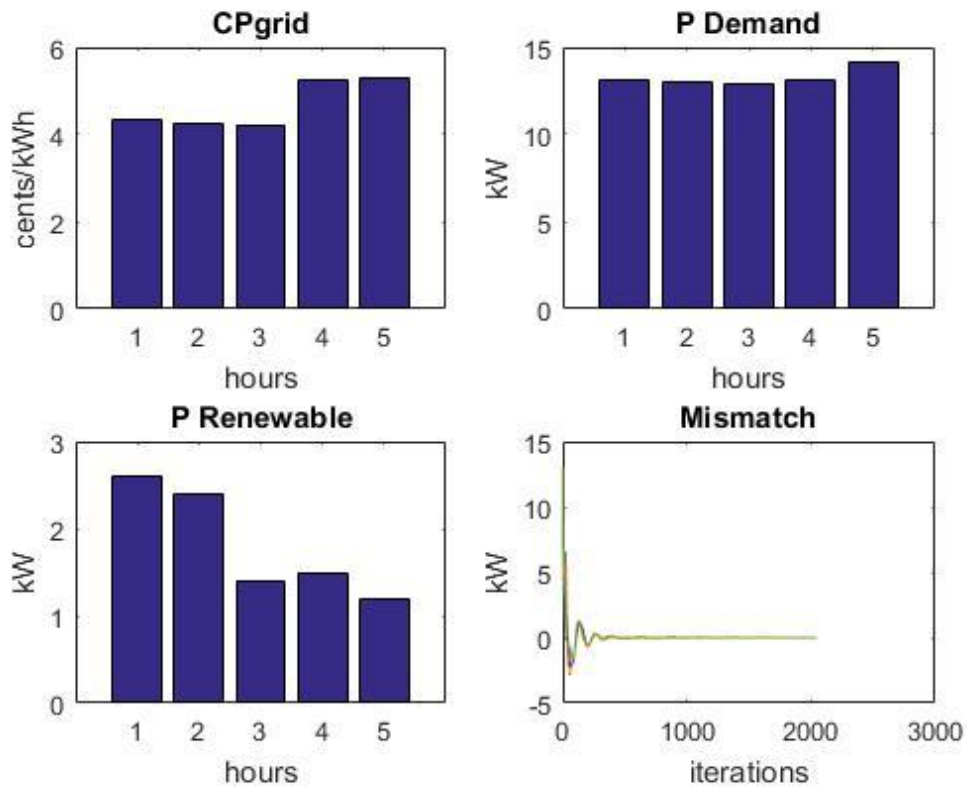 CPgrid
6
4
2
0
cents/kWh
1 2 3 4 5
hours
P Demand
15
10
5
0
kW
1 2 3 4 5
hours
P Renewable
3
2
1
0
kW
1 2 3 4 5
hours
Mismatch
15
10
5
0
-5
kW
0 1000 2000 3000
iterations